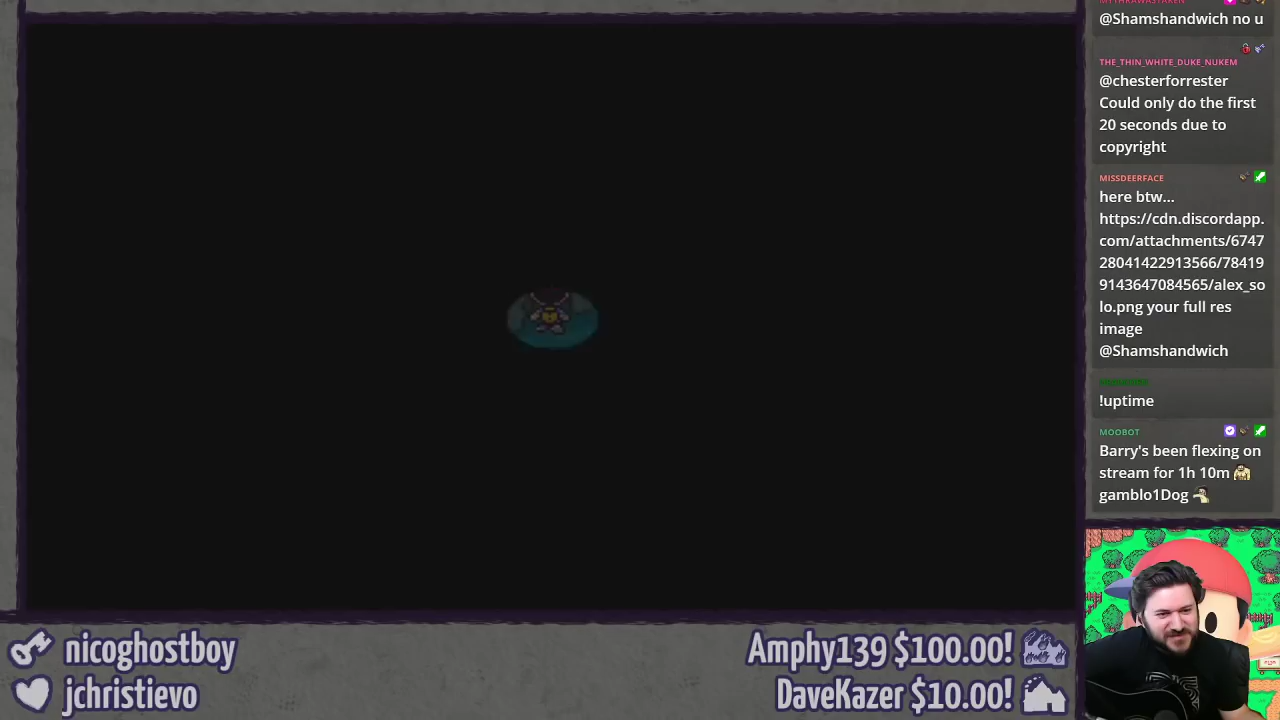 @Shamshandwich no u
THE_THIN_WHITE_DUKE_NUKEM
@chesterforrester
Could only do the first
20 seconds due to
copyright
MISSDEERFACE
here btw...
https://cdn.discordapp.
com/attachments/6747
28041422913566/78419
9143647084565/alex_so
lo.png your full res
image
@Shamshandwich
!uptime
MOOBOT
Barry's been flexing on
stream for 1h 10m
gamblo1Dog
nicoghostboy
jchristievo
Amphy139 $100.00!
DaveKazer $10.00!